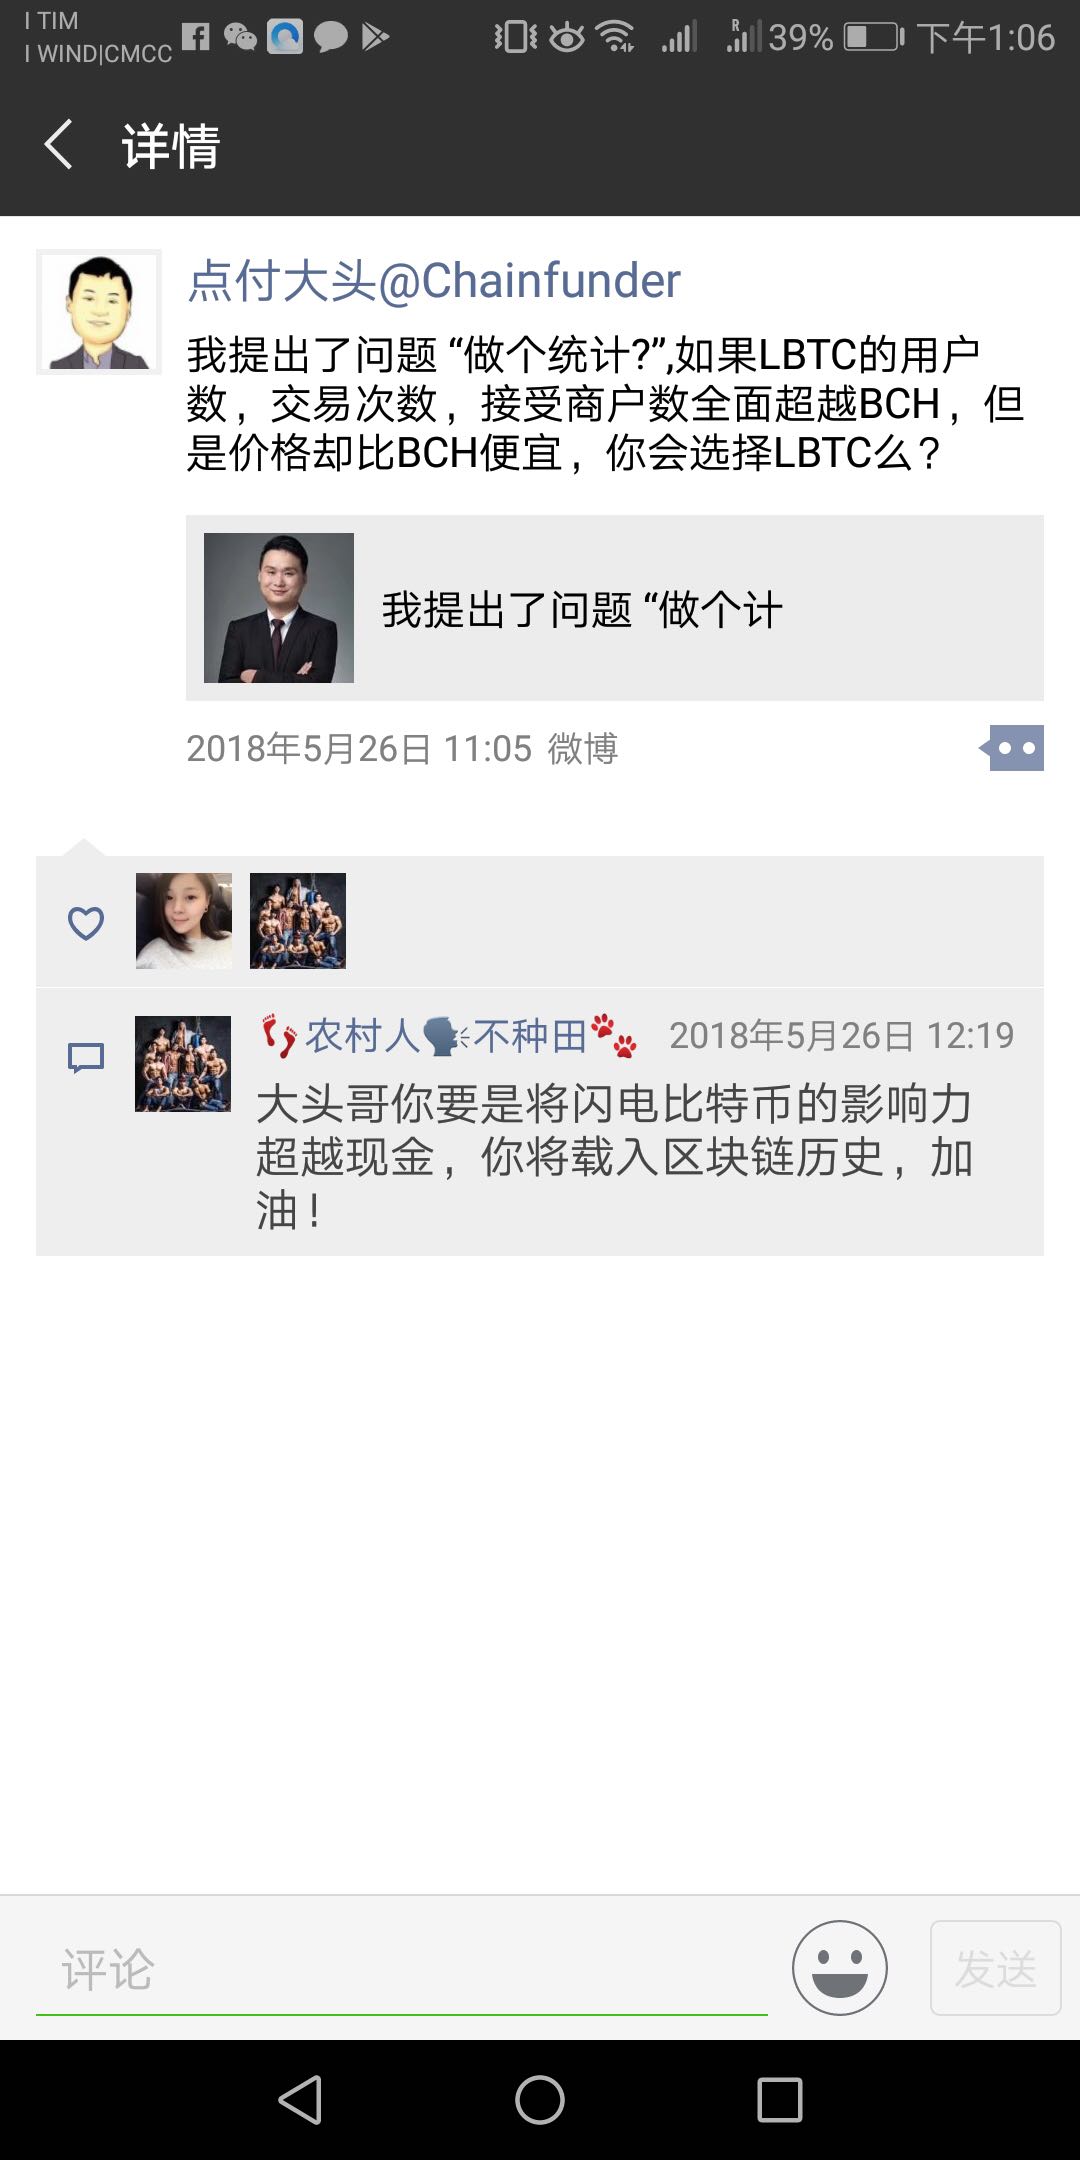 I TIM
I WIND|CMCC
39%
下午1:06
详情
点付大头@Chainfunder
我提出了问题 “做个统计?”,如果LBTC的用户
数，交易次数，接受商户数全面超越BCH，但
是价格却比BCH便宜，你会选择LBTC么？
我提出了问题 “做个计
2018年5月26日 11:05 微博
👣农村人🗣不种田🐾 2018年5月26日 12:19
大头哥你要是将闪电比特币的影响力
超越现金，你将载入区块链历史，加
油！
评论
发送